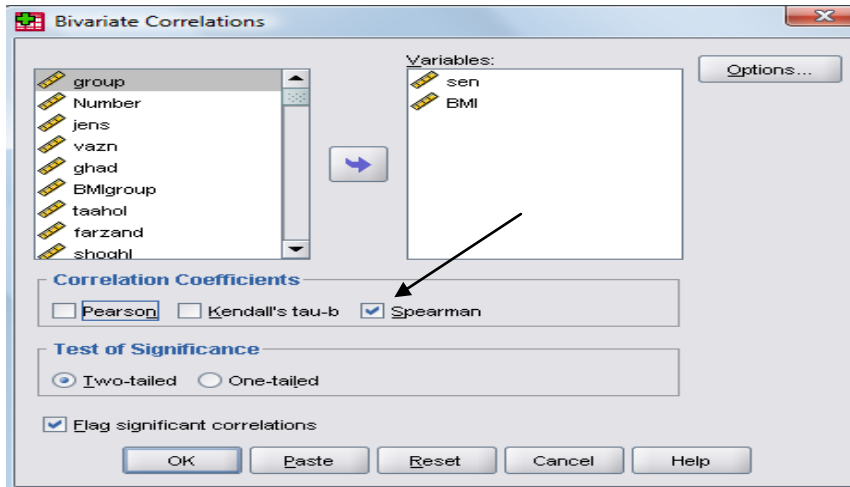 Bivariate Correlations
group
Number
jens
vazn
ghad
BMIgroup
taahol
farzand
shoghl
Variables:
sen
BMI
Options...
Correlation Coefficients
Pearson Kendall's tau-b Spearman
Test of Significance
Two-tailed One-tailed
Flag significant correlations
OK Paste Reset Cancel Help